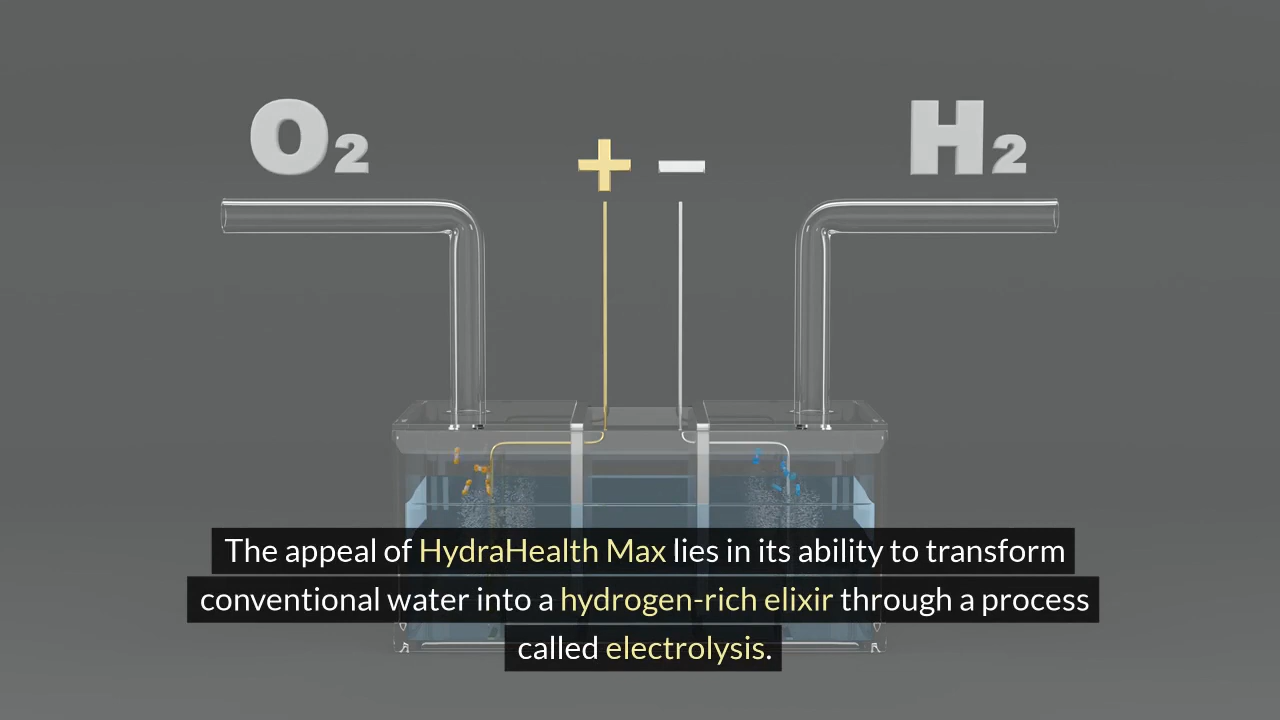 O₂ + − H₂
The appeal of HydraHealth Max lies in its ability to transform
conventional water into a hydrogen-rich elixir through a process
called electrolysis.